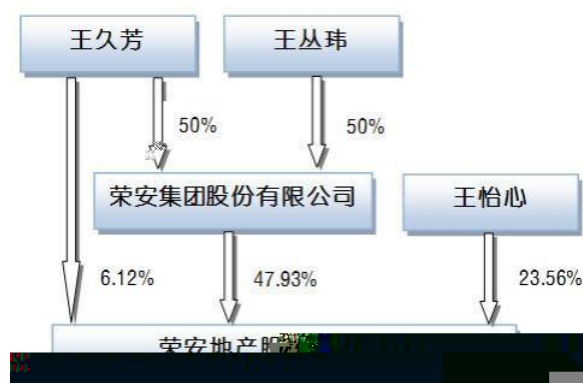 王久芳
王丛玮
50%
50%
荣安集团股份有限公司
王怡心
6.12%
47.93%
23.56%
荣安地产股